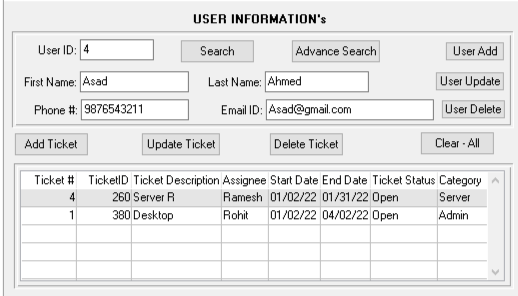 USER INFORMATION's
User ID: 4 Search Advance Search User Add
First Name: Asad Last Name: Ahmed User Update
Phone #: 9876543211 Email ID: Asad@gmail.com User Delete
Add Ticket Update Ticket Delete Ticket Clear - All
Ticket # TicketID Ticket Description Assignee Start Date End Date Ticket Status Category
4 260 Server R Ramesh 01/02/22 01/31/22 Open Server
1 380 Desktop Rohit 01/02/22 04/02/22 Open Admin